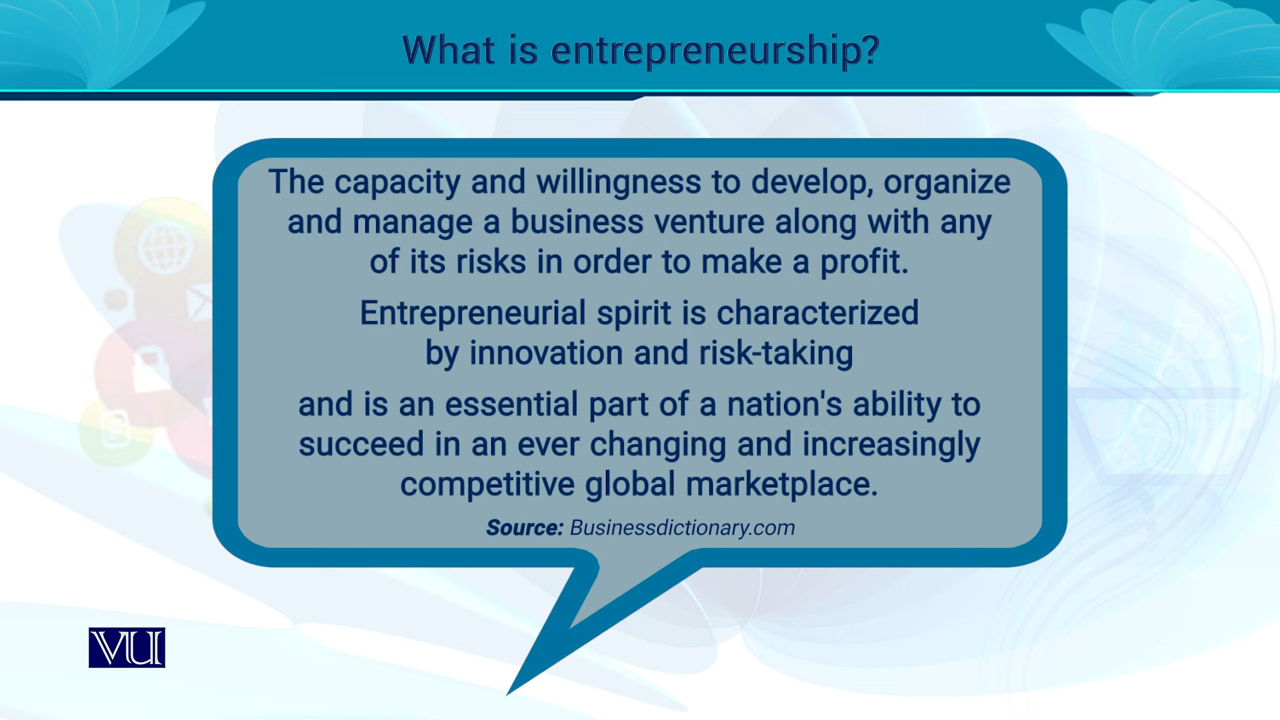 What is entrepreneurship?
The capacity and willingness to develop, organize
and manage a business venture along with any
of its risks in order to make a profit.
Entrepreneurial spirit is characterized
by innovation and risk-taking
and is an essential part of a nation's ability to
succeed in an ever changing and increasingly
competitive global marketplace.
Source: Businessdictionary.com
VU